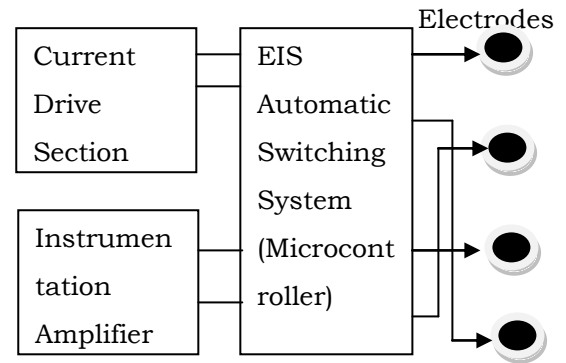 Electrodes
Current
Drive
Section
EIS
Automatic
Switching
System
(Microcont
roller)
Instrumen
tation
Amplifier